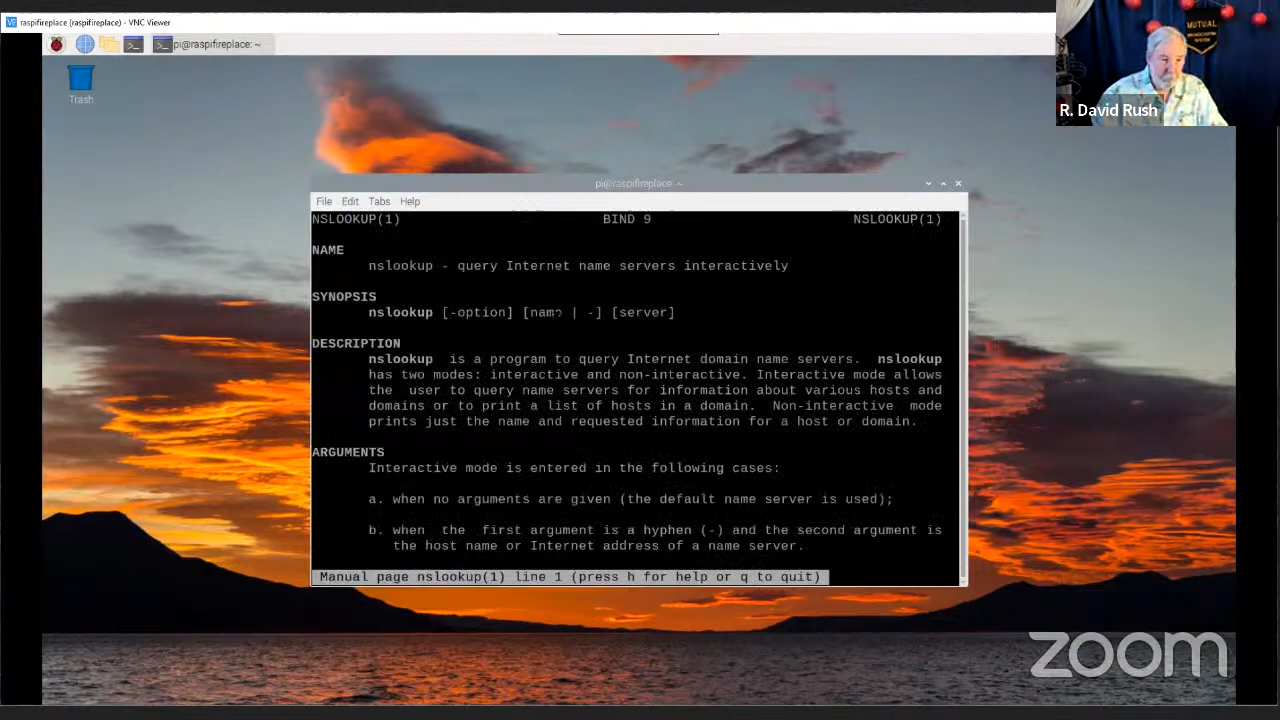 raspifireplace (raspifireplace) - VNC Viewer
pi@raspifireplace: ~
Trash
MUTUAL
BROADCASTING
SYSTEM
R. David Rush
pi@raspifireplace: ~
File Edit Tabs Help
NSLOOKUP(1) BIND 9 NSLOOKUP(1)
NAME
nslookup - query Internet name servers interactively
SYNOPSIS
nslookup [-option] [name | -] [server]
DESCRIPTION
nslookup is a program to query Internet domain name servers. nslookup
has two modes: interactive and non-interactive. Interactive mode allows
the user to query name servers for information about various hosts and
domains or to print a list of hosts in a domain. Non-interactive mode
prints just the name and requested information for a host or domain.
ARGUMENTS
Interactive mode is entered in the following cases:
a. when no arguments are given (the default name server is used);
b. when the first argument is a hyphen (-) and the second argument is
the host name or Internet address of a name server.
Manual page nslookup(1) line 1 (press h for help or q to quit)
zoom